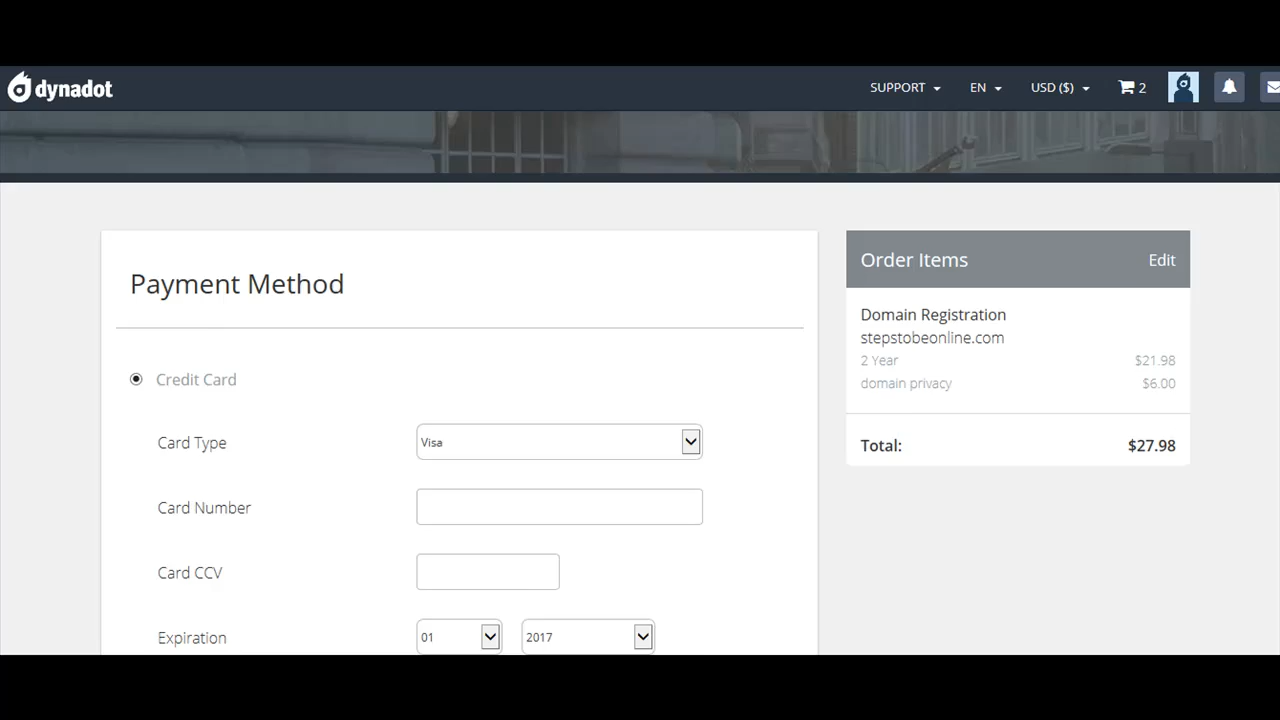 dynadot
SUPPORT EN USD ($) 2
Payment Method
Credit Card
Card Type Visa
Card Number
Card CCV
Expiration 01 2017
Order Items Edit
Domain Registration
stepstobeonline.com
2 Year $21.98
domain privacy $6.00
Total: $27.98